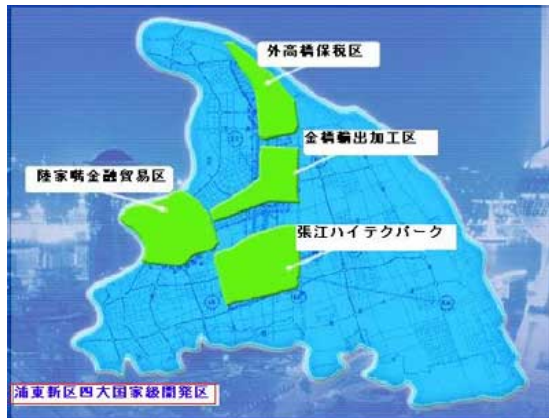 外高橋保税区
金橋輸出加工区
陸家嘴金融貿易区
張江ハイテクパーク
浦東新区四大国家級開発区